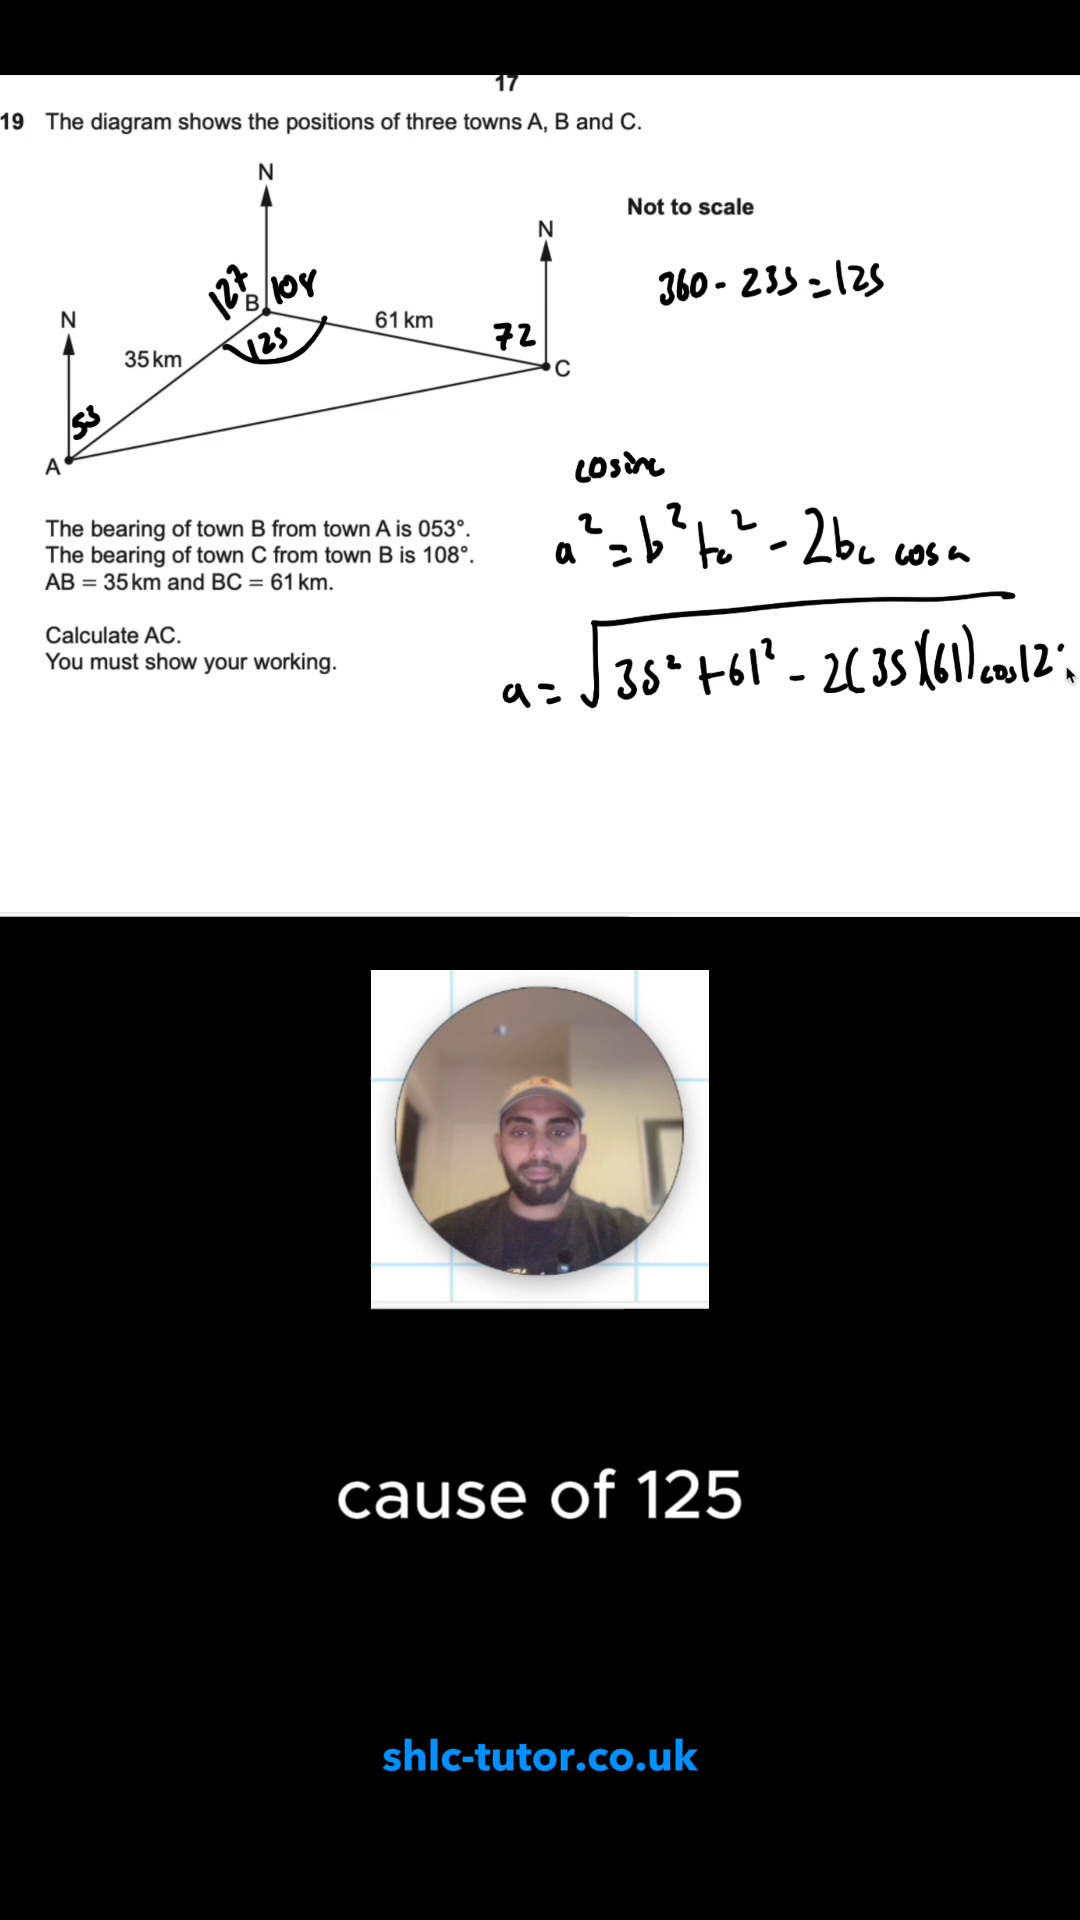 17
19 The diagram shows the positions of three towns A, B and C.
N
Not to scale
N
360 - 235 = 125
127 B 108
N
61 km
72
125
35 km
C
53
A
cosine
The bearing of town B from town A is 053°.
a² = b² + c² - 2bc cos a
The bearing of town C from town B is 108°.
AB = 35 km and BC = 61 km.
Calculate AC.
You must show your working.
a = √35² + 61² - 2(35)(61) cos 12
cause of 125
shlc-tutor.co.uk